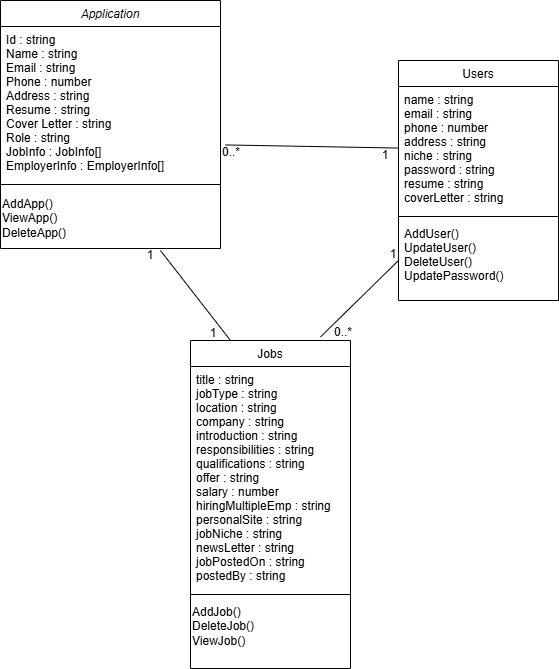 Application
Id : string
Name : string
Email : string
Phone : number
Address : string
Resume : string
Cover Letter : string
Role : string
JobInfo : JobInfo[]
EmployerInfo : EmployerInfo[]
AddApp()
ViewApp()
DeleteApp()
0..*
1
Users
name : string
email : string
phone : number
address : string
niche : string
password : string
resume : string
coverLetter : string
AddUser()
UpdateUser()
DeleteUser()
UpdatePassword()
1
1
1
0..*
Jobs
title : string
jobType : string
location : string
company : string
introduction : string
responsibilities : string
qualifications : string
offer : string
salary : number
hiringMultipleEmp : string
personalSite : string
jobNiche : string
newsLetter : string
jobPostedOn : string
postedBy : string
AddJob()
DeleteJob()
ViewJob()